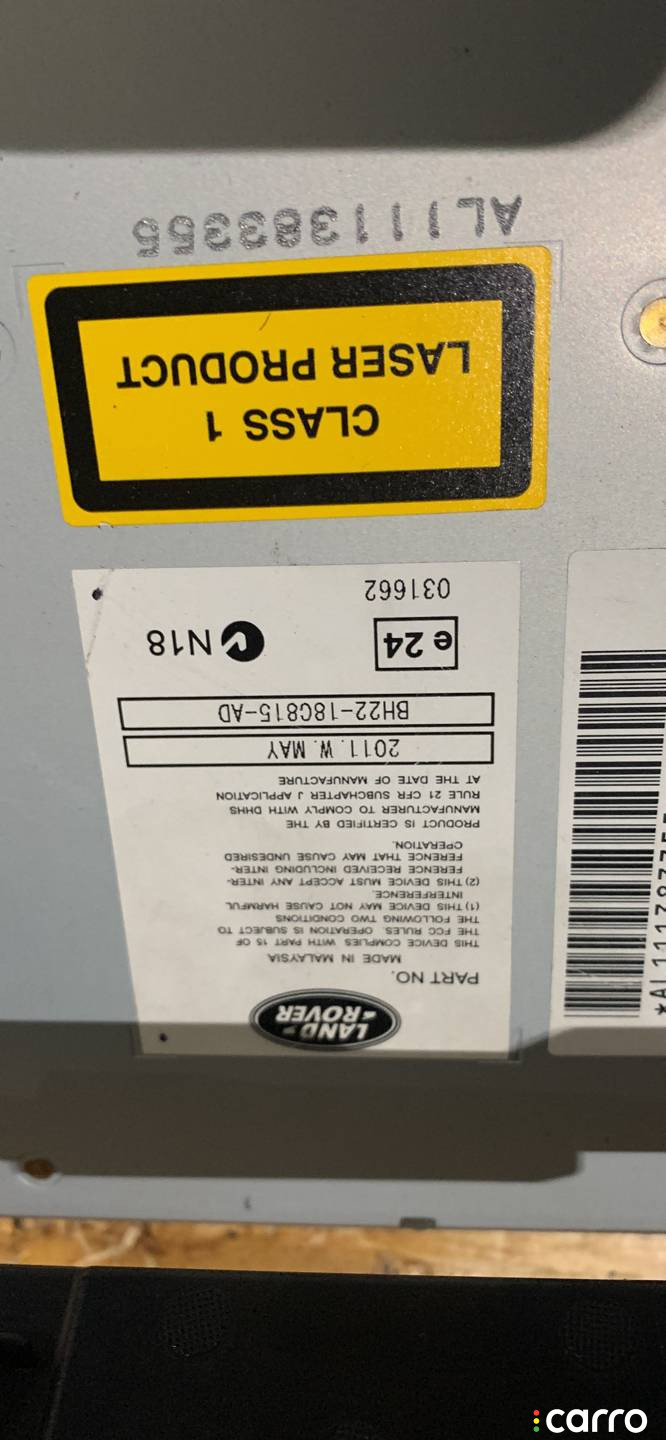 LAND
ROVER
PART NO.
MADE IN MALAYSIA
THIS DEVICE COMPLIES WITH PART 15 OF
THE FCC RULES. OPERATION IS SUBJECT TO
THE FOLLOWING TWO CONDITIONS
(1) THIS DEVICE MAY NOT CAUSE HARMFUL
INTERFERENCE.
(2) THIS DEVICE MUST ACCEPT ANY INTER-
FERENCE RECEIVED INCLUDING INTER-
FERENCE THAT MAY CAUSE UNDESIRED
OPERATION.
PRODUCT IS CERTIFIED BY THE
MANUFACTURER TO COMPLY WITH DHHS
RULE 21 CFR SUBCHAPTER J APPLICATION
AT THE DATE OF MANUFACTURE
2011. W. MAY
BH22-18C815-AD
e 24 N18
031662
CLASS 1
LASER PRODUCT
AL111383355
carro